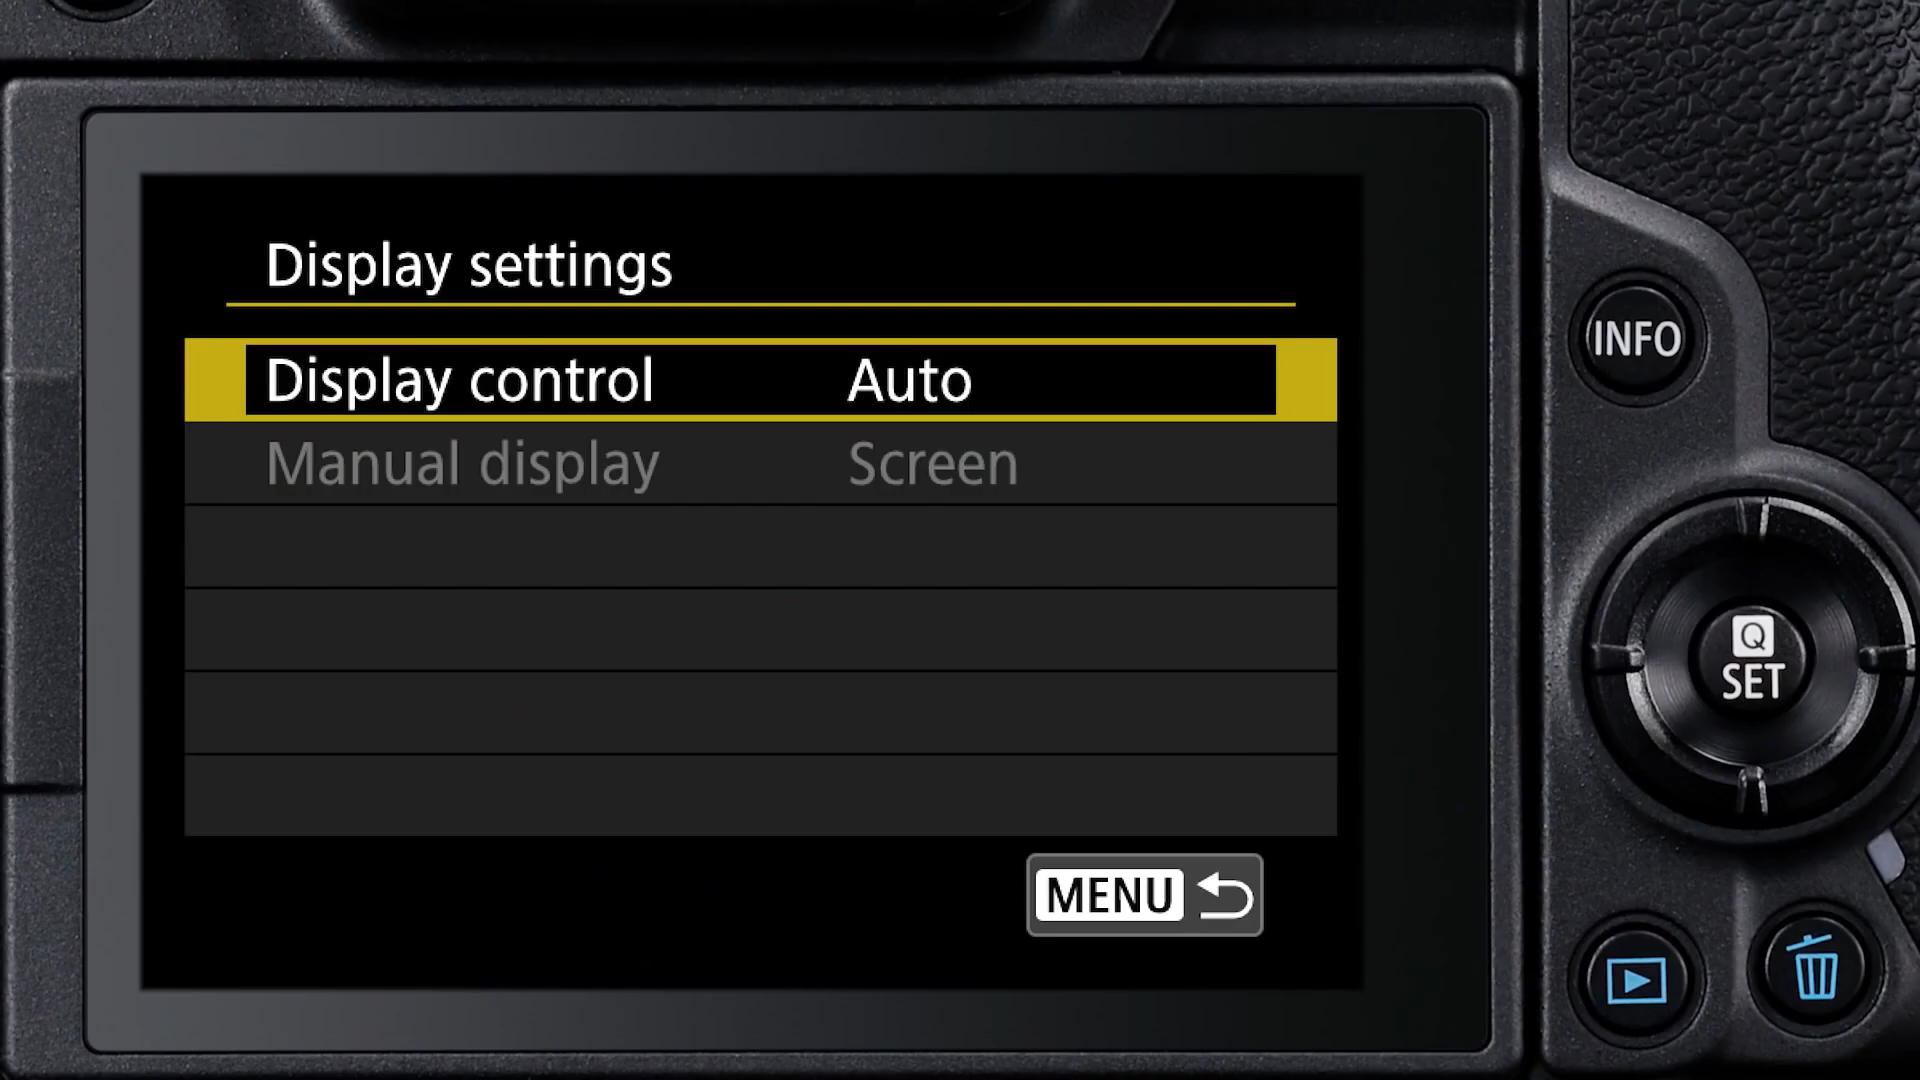 Display settings
Display control Auto
Manual display Screen
MENU
INFO
Q
SET